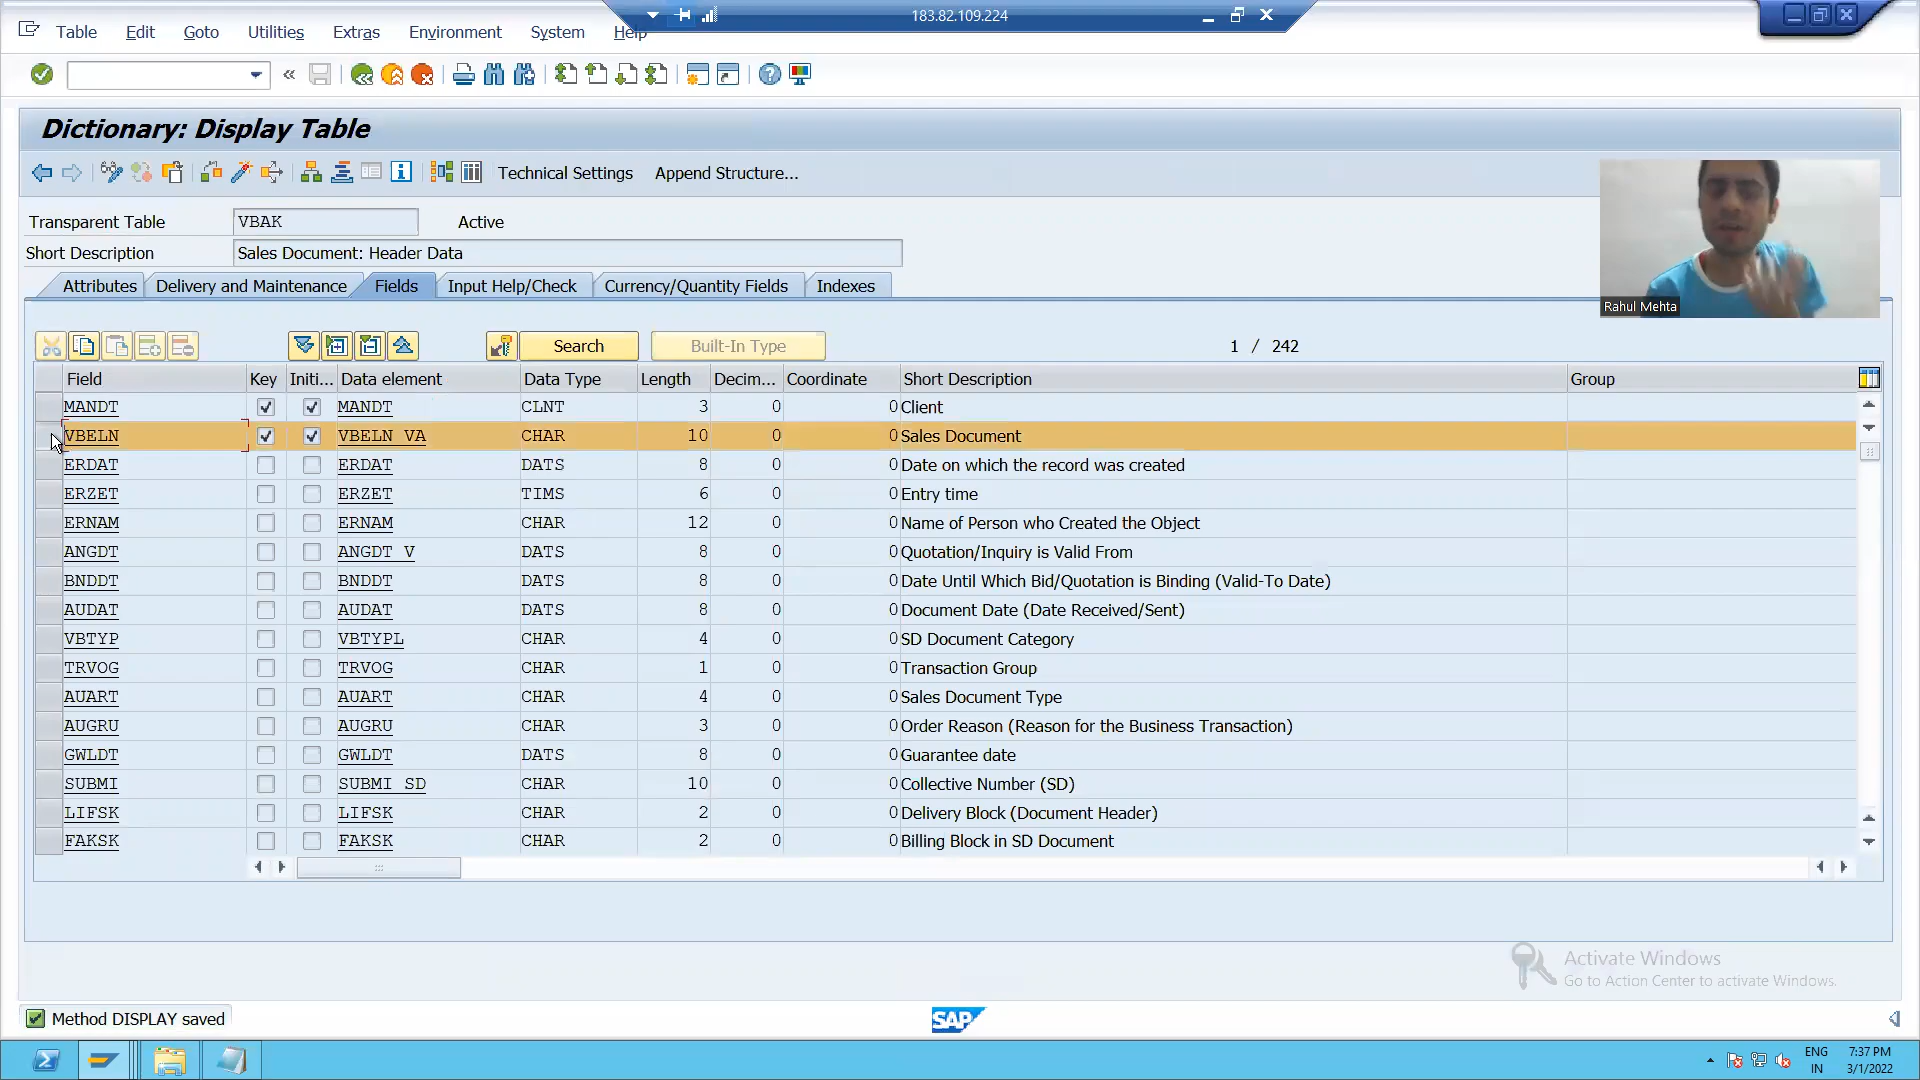 183.82.109.224
Table Edit Goto Utilities Extras Environment System Help
Dictionary: Display Table
Technical Settings Append Structure...
Transparent Table VBAK Active
Short Description Sales Document: Header Data
Attributes Delivery and Maintenance Fields Input Help/Check Currency/Quantity Fields Indexes
Search Built-In Type 1 / 242
Field Key Initi... Data element Data Type Length Decim... Coordinate Short Description Group
MANDT MANDT CLNT 3 0 0 Client
VBELN VBELN_VA CHAR 10 0 0 Sales Document
ERDAT ERDAT DATS 8 0 0 Date on which the record was created
ERZET ERZET TIMS 6 0 0 Entry time
ERNAM ERNAM CHAR 12 0 0 Name of Person who Created the Object
ANGDT ANGDT_V DATS 8 0 0 Quotation/Inquiry is Valid From
BNDDT BNDDT DATS 8 0 0 Date Until Which Bid/Quotation is Binding (Valid-To Date)
AUDAT AUDAT DATS 8 0 0 Document Date (Date Received/Sent)
VBTYP VBTYPL CHAR 4 0 0 SD Document Category
TRVOG TRVOG CHAR 1 0 0 Transaction Group
AUART AUART CHAR 4 0 0 Sales Document Type
AUGRU AUGRU CHAR 3 0 0 Order Reason (Reason for the Business Transaction)
GWLDT GWLDT DATS 8 0 0 Guarantee date
SUBMI SUBMI_SD CHAR 10 0 0 Collective Number (SD)
LIFSK LIFSK CHAR 2 0 0 Delivery Block (Document Header)
FAKSK FAKSK CHAR 2 0 0 Billing Block in SD Document
Rahul Mehta
Activate Windows
Go to Action Center to activate Windows.
Method DISPLAY saved
SAP
ENG 7:37 PM
IN 3/1/2022